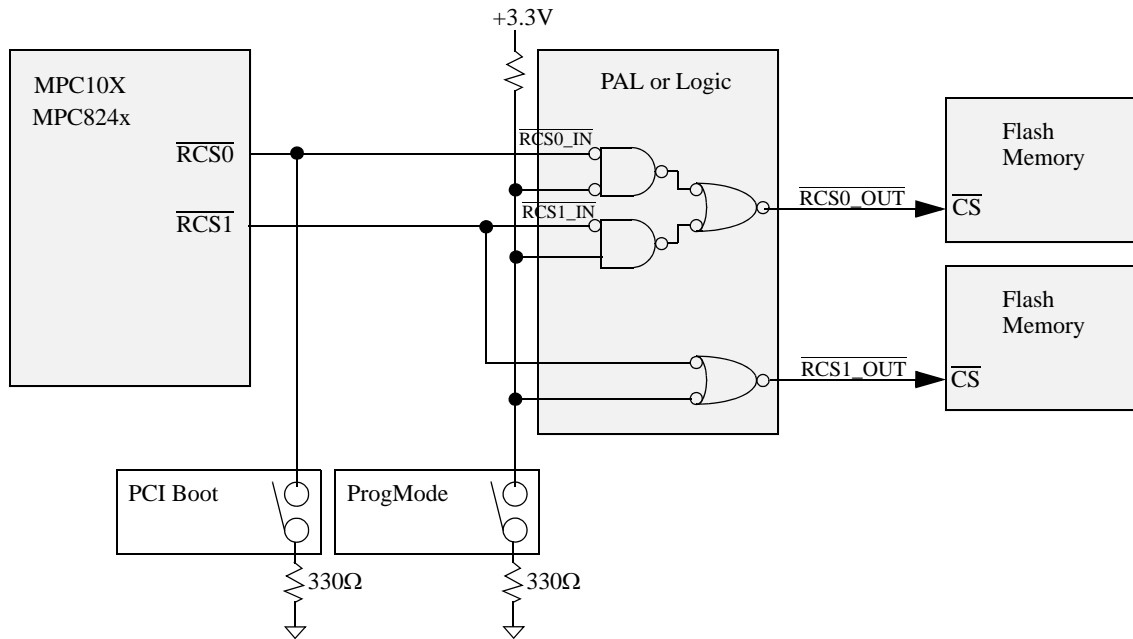 +3.3V
MPC10X
MPC824x
RCS0
RCS1
PAL or Logic
RCS0_IN
RCS1_IN
RCS0_OUT
RCS1_OUT
Flash
Memory
CS
Flash
Memory
CS
PCI Boot
ProgMode
330Ω
330Ω